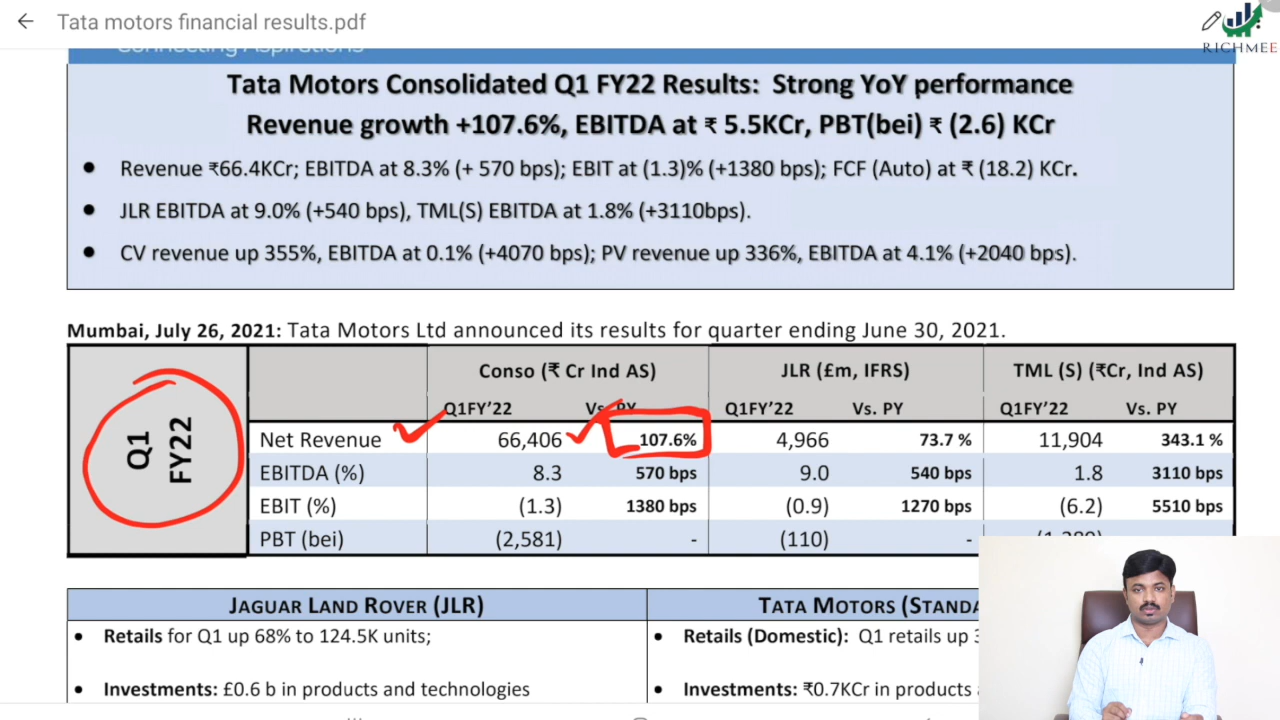 Tata motors financial results.pdf
RICHMEE
Connecting Aspirations
Tata Motors Consolidated Q1 FY22 Results: Strong YoY performance
Revenue growth +107.6%, EBITDA at ₹ 5.5KCr, PBT(bei) ₹ (2.6) KCr
• Revenue ₹66.4KCr; EBITDA at 8.3% (+ 570 bps); EBIT at (1.3)% (+1380 bps); FCF (Auto) at ₹ (18.2) KCr.
• JLR EBITDA at 9.0% (+540 bps), TML(S) EBITDA at 1.8% (+3110bps).
• CV revenue up 355%, EBITDA at 0.1% (+4070 bps); PV revenue up 336%, EBITDA at 4.1% (+2040 bps).
Mumbai, July 26, 2021: Tata Motors Ltd announced its results for quarter ending June 30, 2021.
Q1
FY22
Conso (₹ Cr Ind AS) JLR (£m, IFRS) TML (S) (₹Cr, Ind AS)
Q1FY'22 Vs. PY Q1FY'22 Vs. PY Q1FY'22 Vs. PY
Net Revenue 66,406 107.6% 4,966 73.7 % 11,904 343.1 %
EBITDA (%) 8.3 570 bps 9.0 540 bps 1.8 3110 bps
EBIT (%) (1.3) 1380 bps (0.9) 1270 bps (6.2) 5510 bps
PBT (bei) (2,581) - (110) -
JAGUAR LAND ROVER (JLR)
• Retails for Q1 up 68% to 124.5K units;
• Investments: £0.6 b in products and technologies
TATA MOTORS (STANDA
• Retails (Domestic): Q1 retails up
• Investments: ₹0.7KCr in products